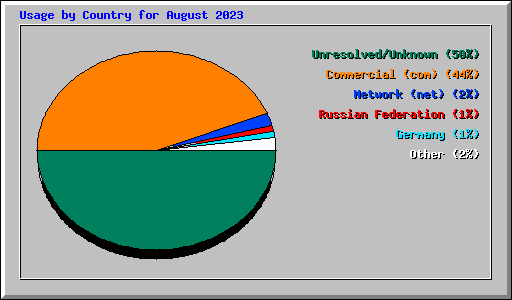 Usage by Country for August 2023
Unresolved/Unknown (50%)
Commercial (com) (44%)
Network (net) (2%)
Russian Federation (1%)
Germany (1%)
Other (2%)